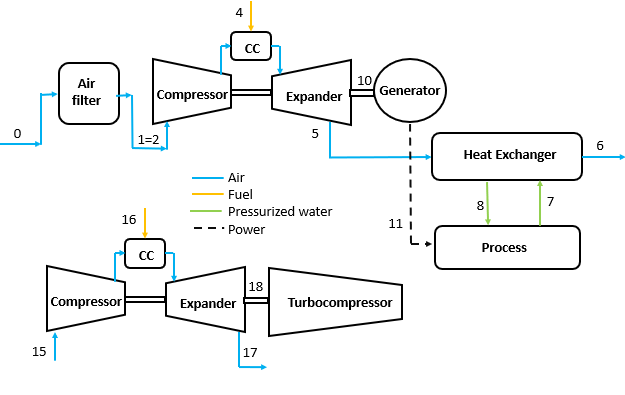 4
CC
Air
filter
Compressor
Expander
10
Generator
0
1=2
5
Heat Exchanger
6
Air
Fuel
Pressurized water
Power
8
7
11
Process
16
CC
Compressor
Expander
18
Turbocompressor
15
17